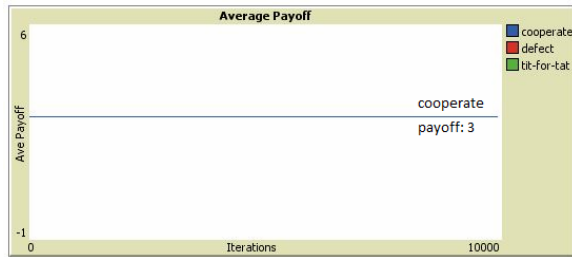 Average Payoff
6
Ave Payoff
-1
cooperate
payoff: 3
0
Iterations
10000
cooperate
defect
tit-for-tat